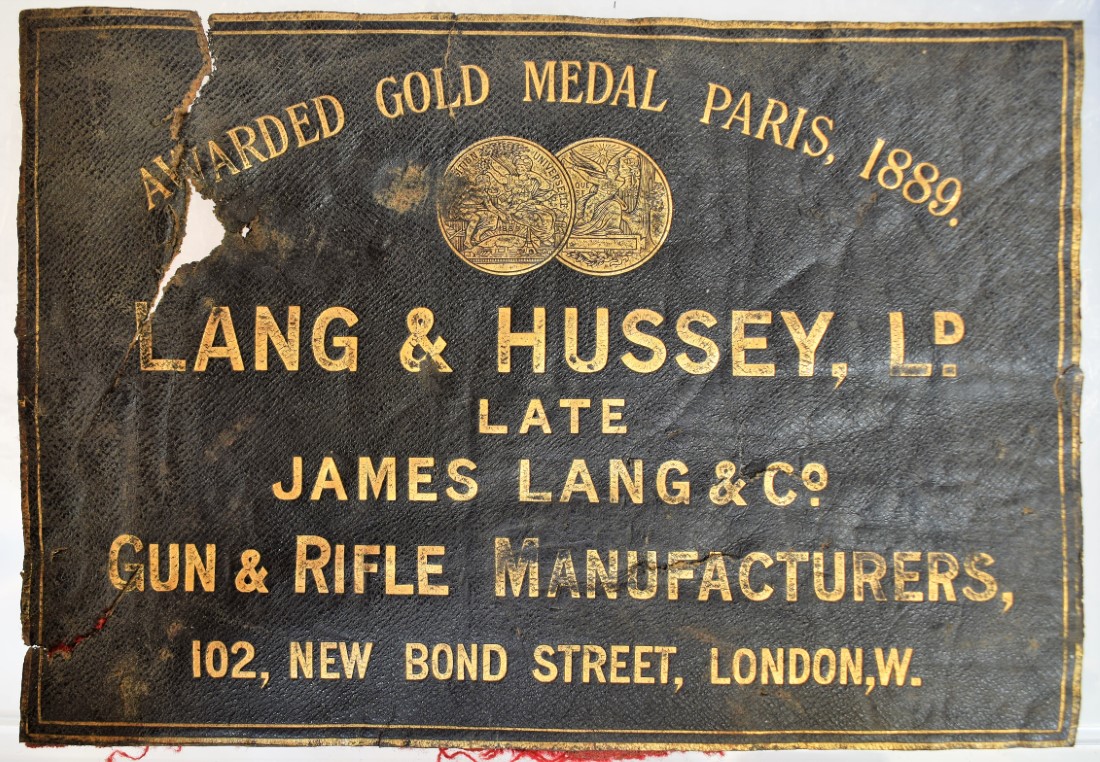 AWARDED GOLD MEDAL PARIS, 1889.
LANG & HUSSEY, LD.
LATE
JAMES LANG & Co.
GUN & RIFLE MANUFACTURERS,
102, NEW BOND STREET, LONDON, W.